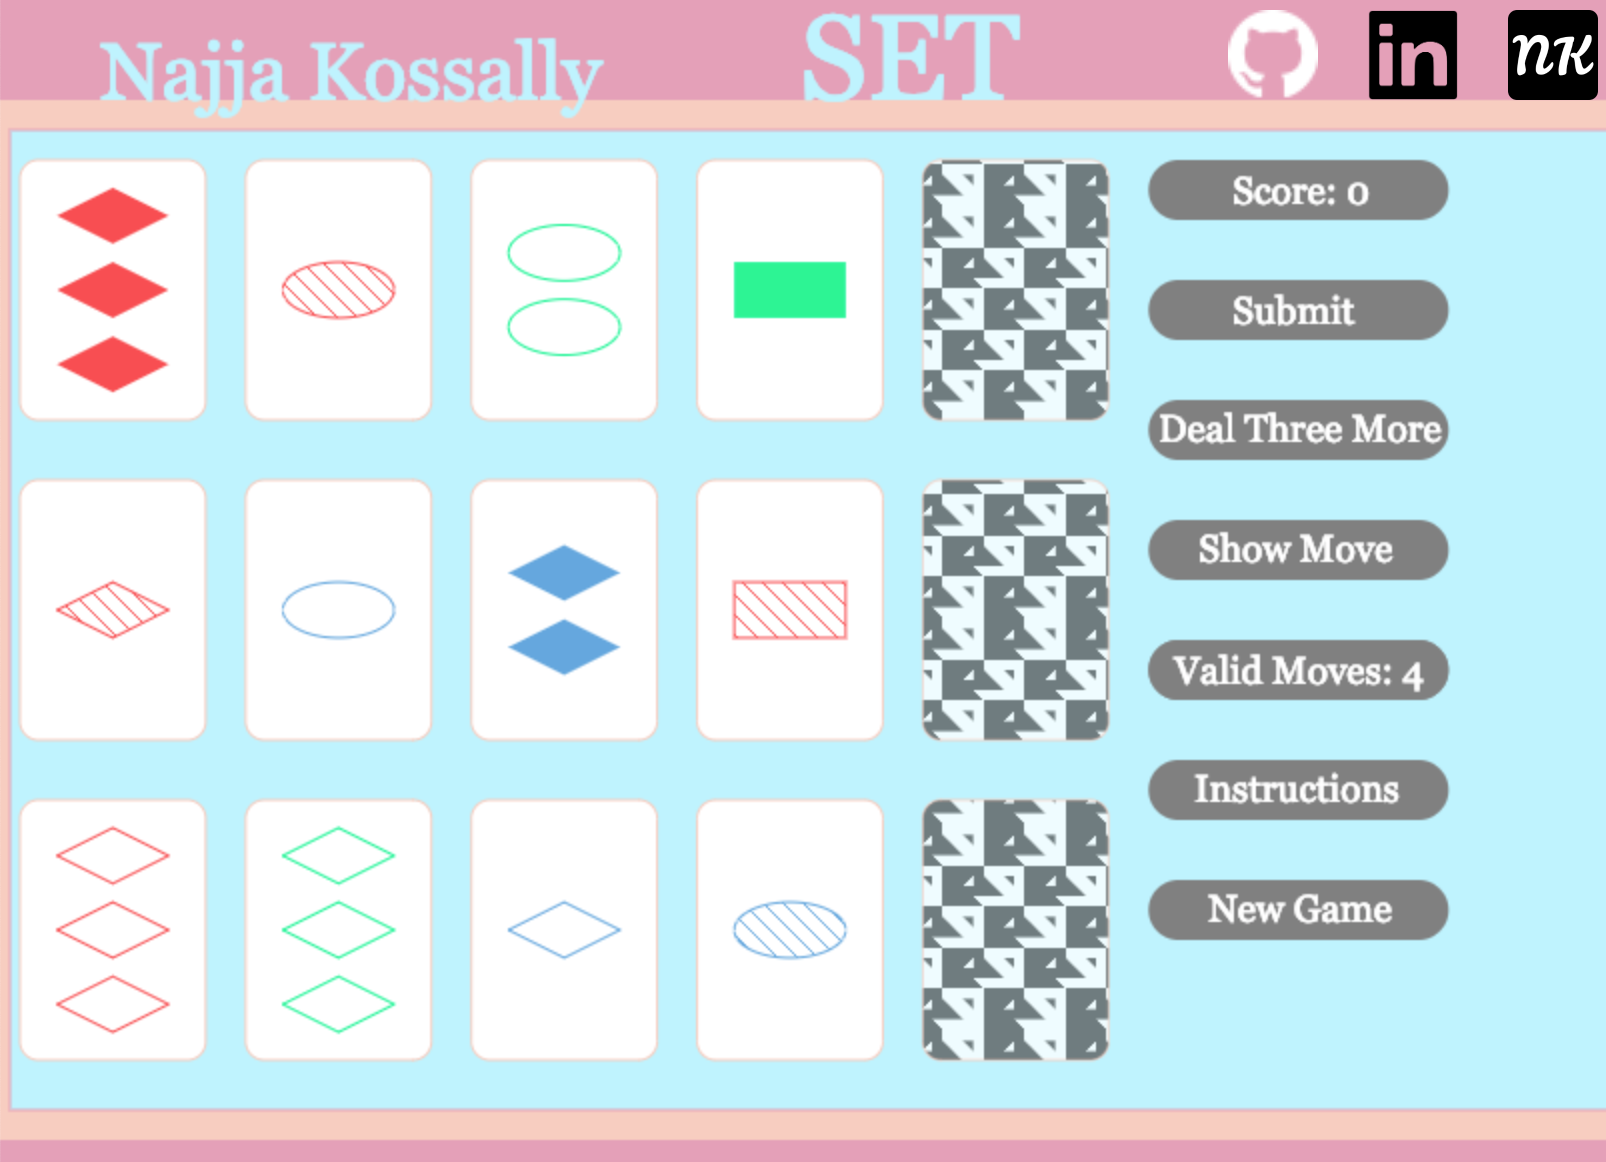 Najja Kossally
SET
in
NK
Score: 0
Submit
Deal Three More
Show Move
Valid Moves: 4
Instructions
New Game